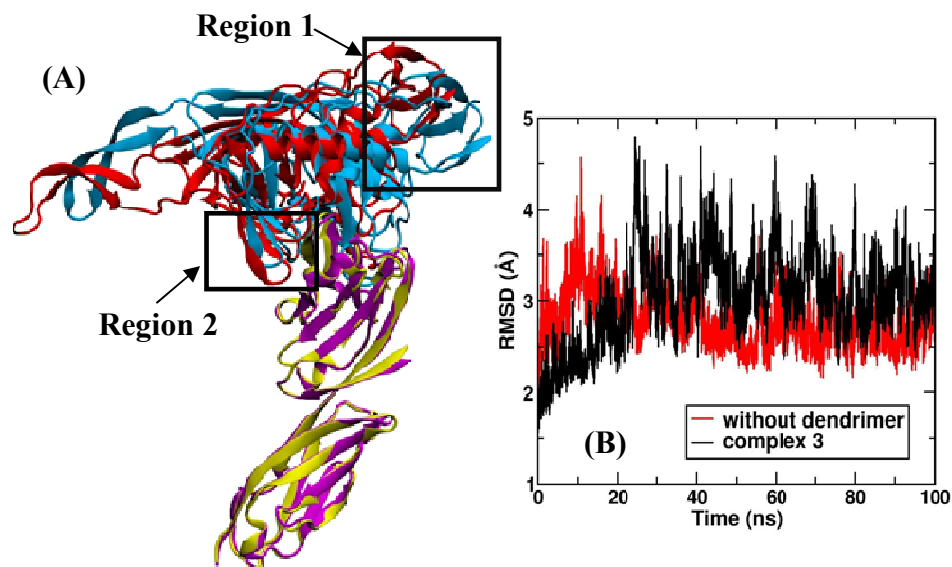 Region 1
(A)
Region 2
5
4
3
2
1
RMSD (Å)
without dendrimer
complex 3
(B)
0 20 40 60 80 100
Time (ns)